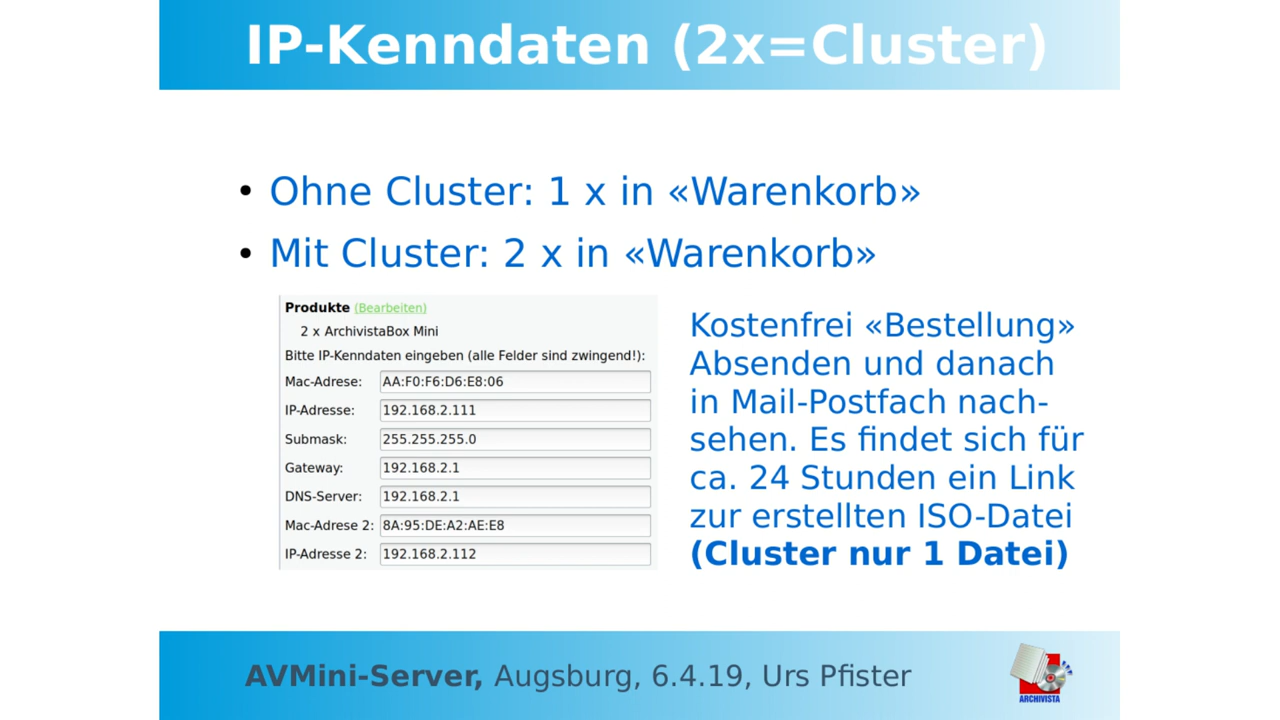 IP-Kenndaten (2x=Cluster)
• Ohne Cluster: 1 x in «Warenkorb»
• Mit Cluster: 2 x in «Warenkorb»
Produkte (Bearbeiten)
2 x ArchivistaBox Mini
Bitte IP-Kenndaten eingeben (alle Felder sind zwingend!):
Mac-Adrese: AA:F0:F6:D6:E8:06
IP-Adresse: 192.168.2.111
Submask: 255.255.255.0
Gateway: 192.168.2.1
DNS-Server: 192.168.2.1
Mac-Adrese 2: 8A:95:DE:A2:AE:E8
IP-Adresse 2: 192.168.2.112
Kostenfrei «Bestellung»
Absenden und danach
in Mail-Postfach nach-
sehen. Es findet sich für
ca. 24 Stunden ein Link
zur erstellten ISO-Datei
(Cluster nur 1 Datei)
AVMini-Server, Augsburg, 6.4.19, Urs Pfister
ARCHIVISTA